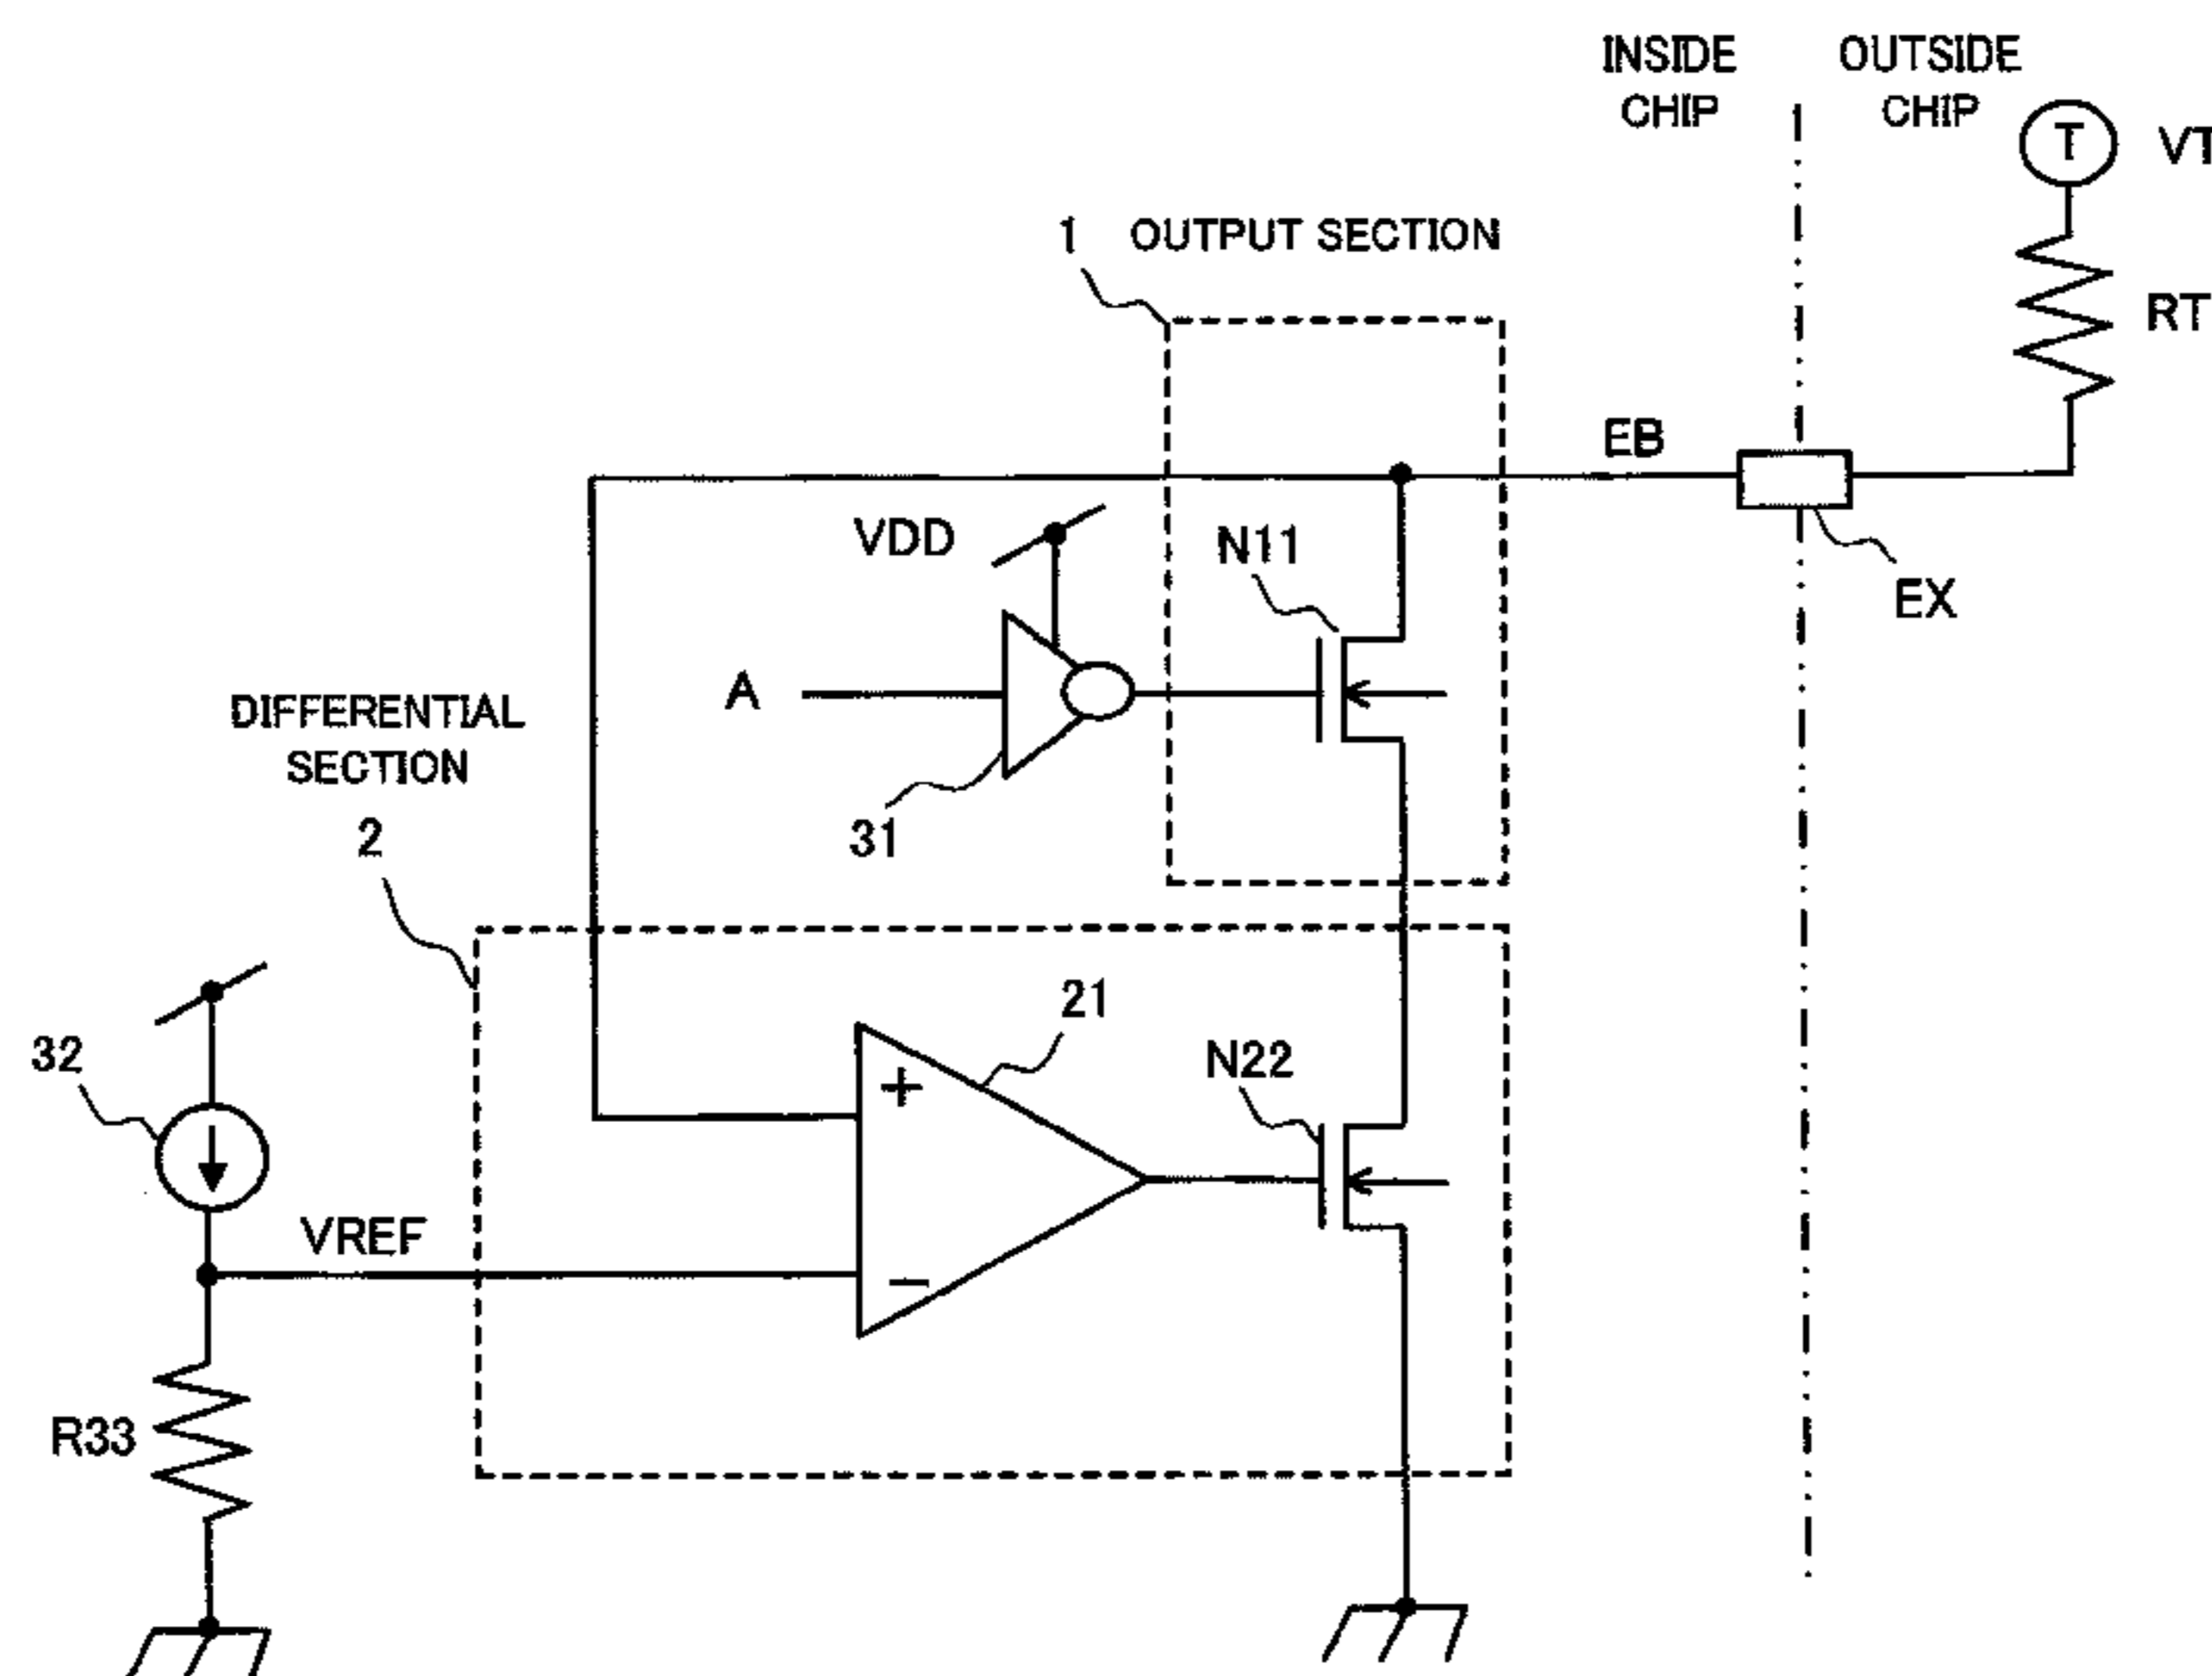 INSIDE
CHIP
OUTSIDE
CHIP
T
VT
1 OUTPUT SECTION
RT
EB
VDD
N11
EX
A
DIFFERENTIAL
SECTION
2
31
21
32
N22
+
VREF
−
R33